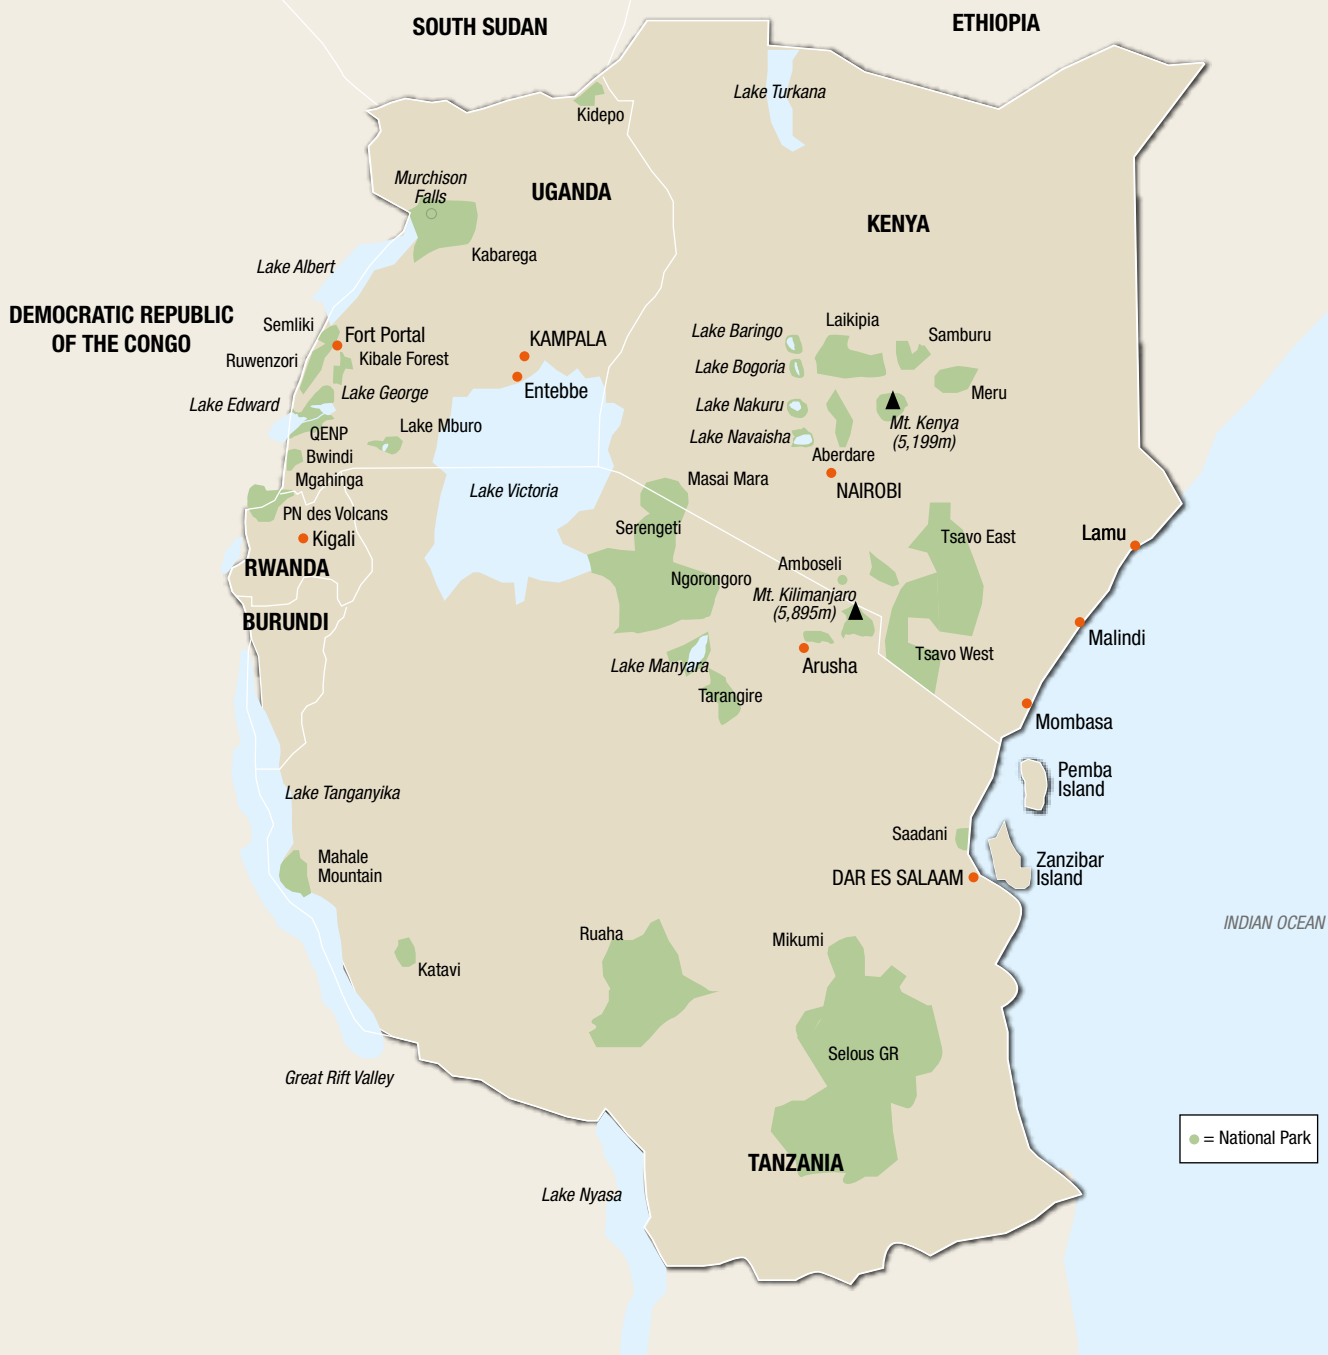 SOUTH SUDAN
ETHIOPIA
Lake Turkana
Kidepo
Murchison
Falls
UGANDA
KENYA
Kabarega
Lake Albert
DEMOCRATIC REPUBLIC
OF THE CONGO
Semliki
Fort Portal
KAMPALA
Ruwenzori
Kibale Forest
Lake Edward
Lake George
Entebbe
QENP
Lake Mburo
Bwindi
Mgahinga
Lake Victoria
PN des Volcans
Kigali
RWANDA
BURUNDI
Lake Baringo
Laikipia
Samburu
Lake Bogoria
Meru
Lake Nakuru
Mt. Kenya
(5,199m)
Lake Navaisha
Aberdare
Masai Mara
NAIROBI
Serengeti
Tsavo East
Lamu
Amboseli
Ngorongoro
Mt. Kilimanjaro
(5,895m)
Malindi
Lake Manyara
Arusha
Tsavo West
Tarangire
Mombasa
Pemba
Island
Lake Tanganyika
Saadani
Mahale
Mountain
Zanzibar
Island
DAR ES SALAAM
INDIAN OCEAN
Ruaha
Mikumi
Katavi
Selous GR
Great Rift Valley
= National Park
TANZANIA
Lake Nyasa